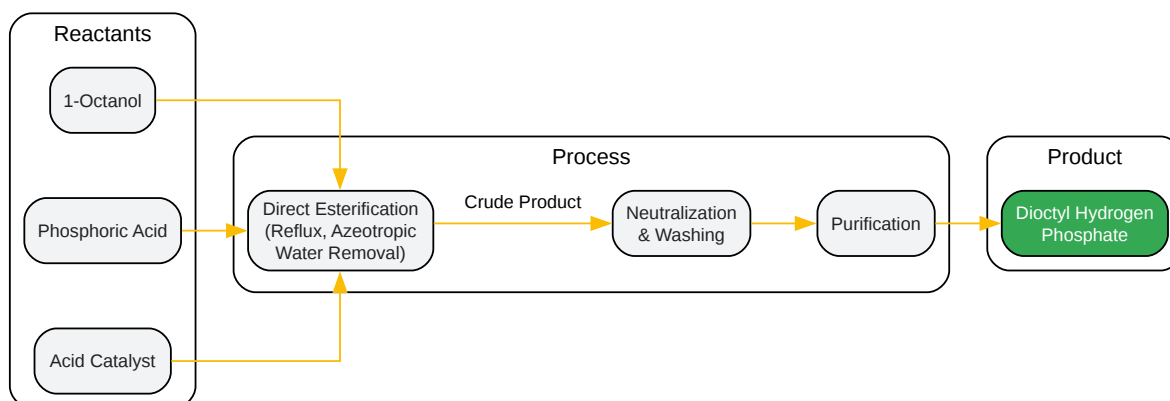 Reactants
1-Octanol
Phosphoric Acid
Acid Catalyst
Process
Direct Esterification
(Reflux, Azeotropic
Water Removal)
Crude Product
Neutralization
& Washing
Purification
Product
Dioctyl Hydrogen
Phosphate